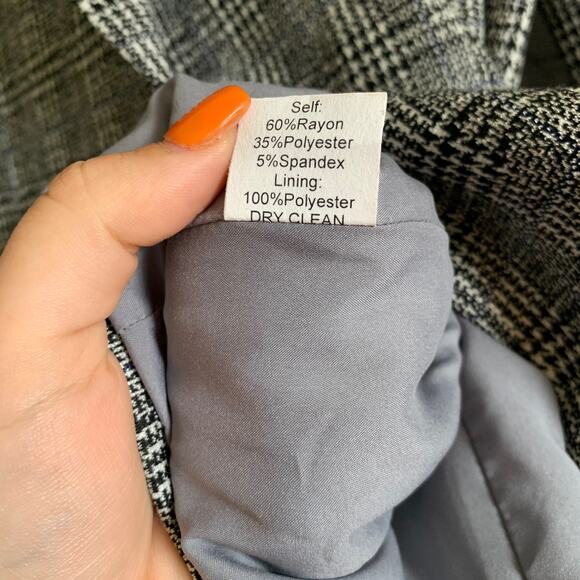 Self:
60%Rayon
35%Polyester
5%Spandex
Lining:
100%Polyester
DRY CLEAN